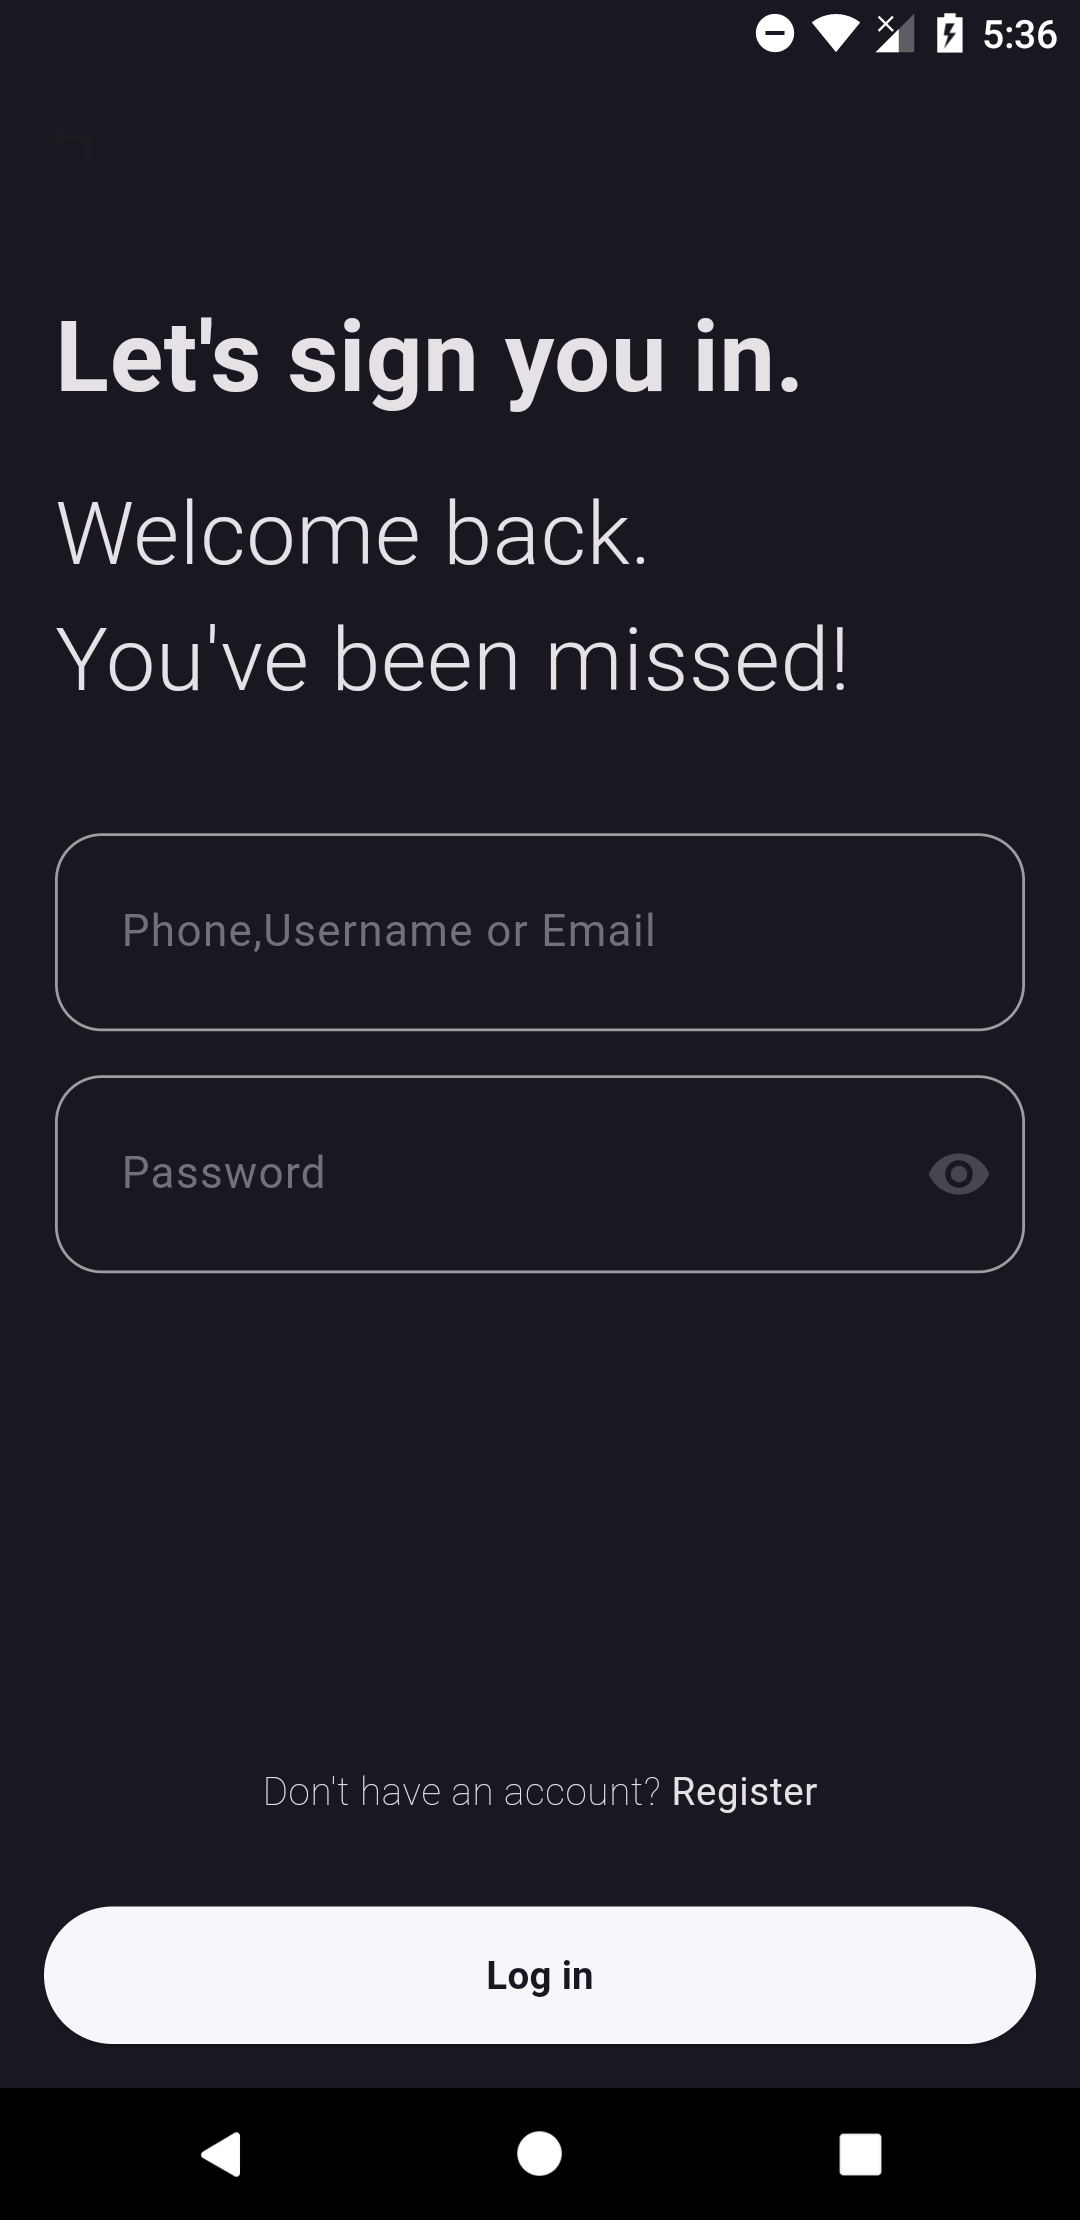 5:36
Let's sign you in.
Welcome back.
You've been missed!
Phone,Username or Email
Password
Don't have an account? Register
Log in